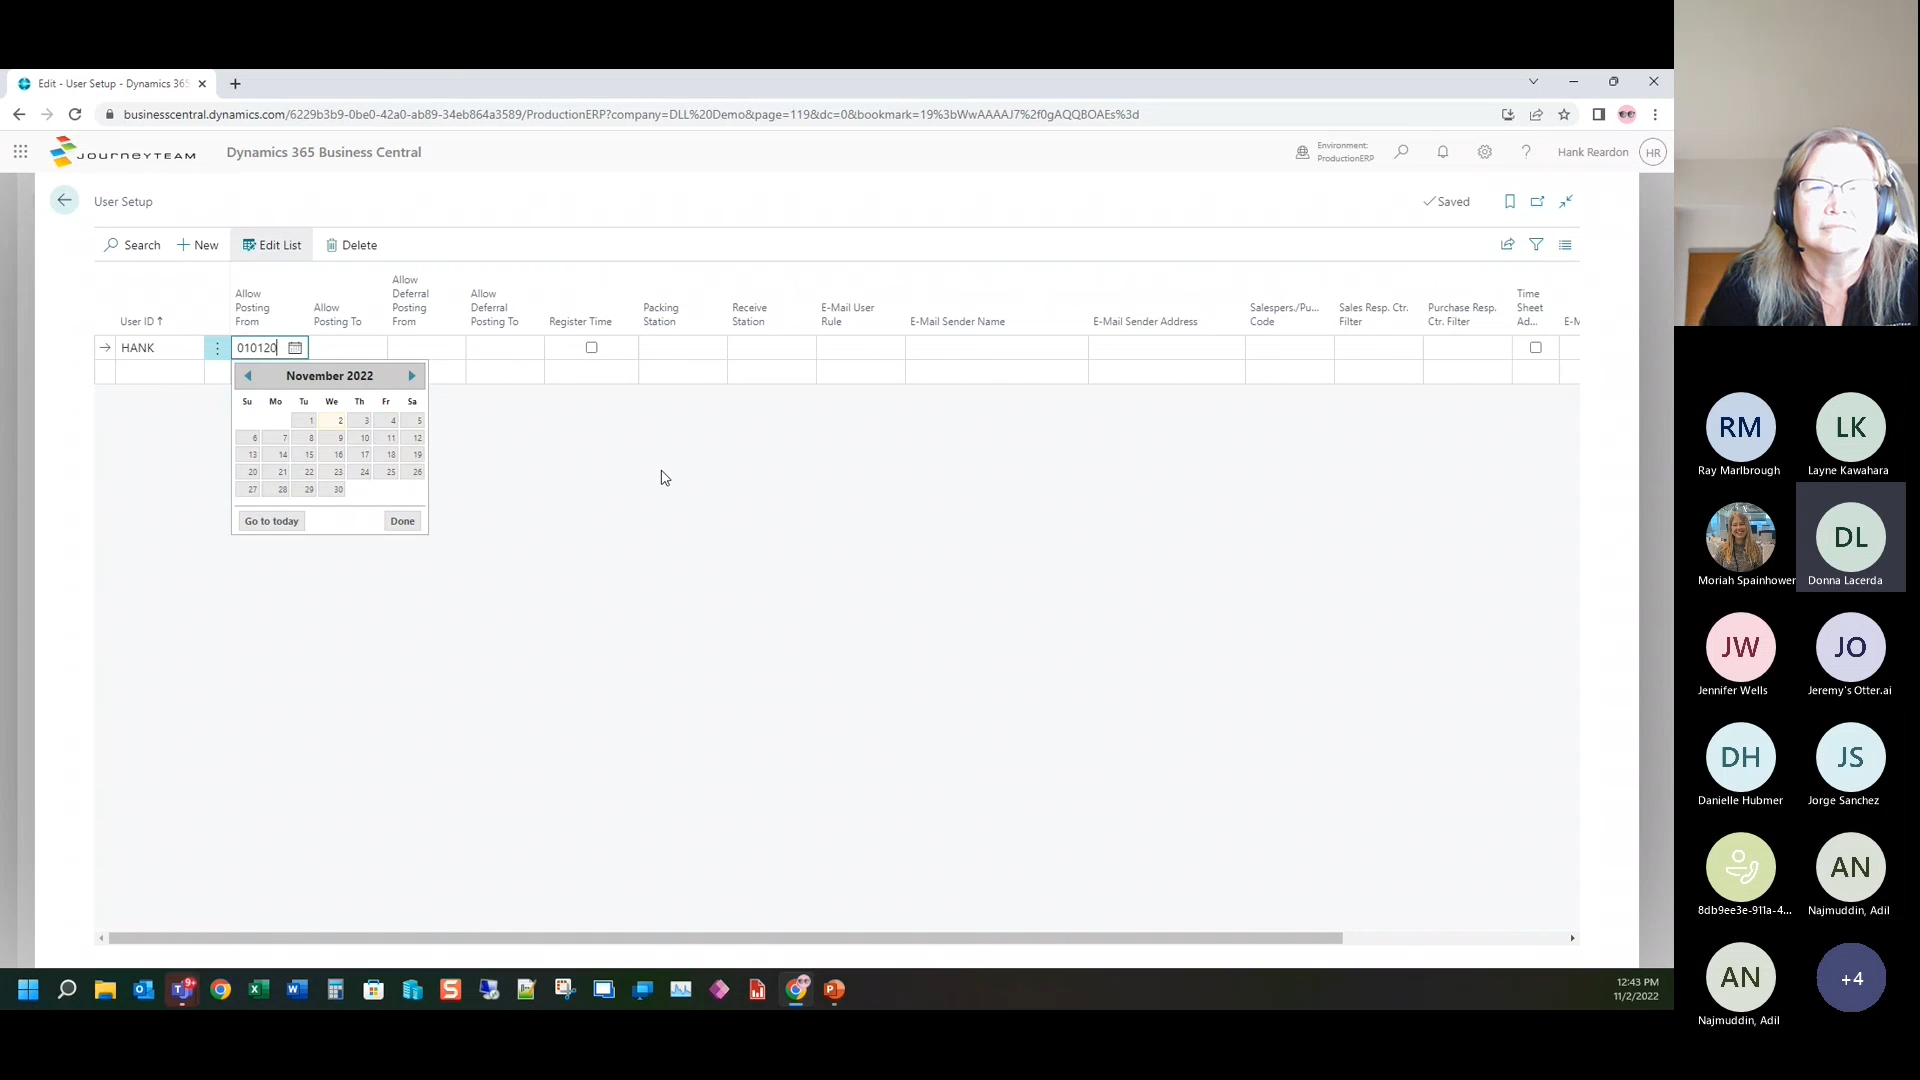 Edit - User Setup - Dynamics 365
businesscentral.dynamics.com/6229b3b9-0be0-42a0-ab89-34eb864a3589/ProductionERP?company=DLL%20Demo&page=119&dc=0&bookmark=19%3bWwAAAAJ7%2f0gAQQBOAEs%3d
JOURNEYTEAM
Dynamics 365 Business Central
Environment:
ProductionERP
?
Hank Reardon
HR
User Setup
Saved
Search
New
Edit List
Delete
User ID ↑
Allow
Posting
From
Allow
Posting To
Allow
Deferral
Posting
From
Allow
Deferral
Posting To
Register Time
Packing
Station
Receive
Station
E-Mail User
Rule
E-Mail Sender Name
E-Mail Sender Address
Salespers./Pu...
Code
Sales Resp. Ctr.
Filter
Purchase Resp.
Ctr. Filter
Time
Sheet
Ad...
E-M
HANK
010120
November 2022
Su Mo Tu We Th Fr Sa
1 2 3 4 5
6 7 8 9 10 11 12
13 14 15 16 17 18 19
20 21 22 23 24 25 26
27 28 29 30
Go to today
Done
9+
12:43 PM
11/2/2022
RM
Ray Marlbrough
LK
Layne Kawahara
Moriah Spainhower
DL
Donna Lacerda
JW
Jennifer Wells
JO
Jeremy's Otter.ai
DH
Danielle Hubmer
JS
Jorge Sanchez
8db9ee3e-911a-4...
AN
Najmuddin, Adil
AN
Najmuddin, Adil
+4